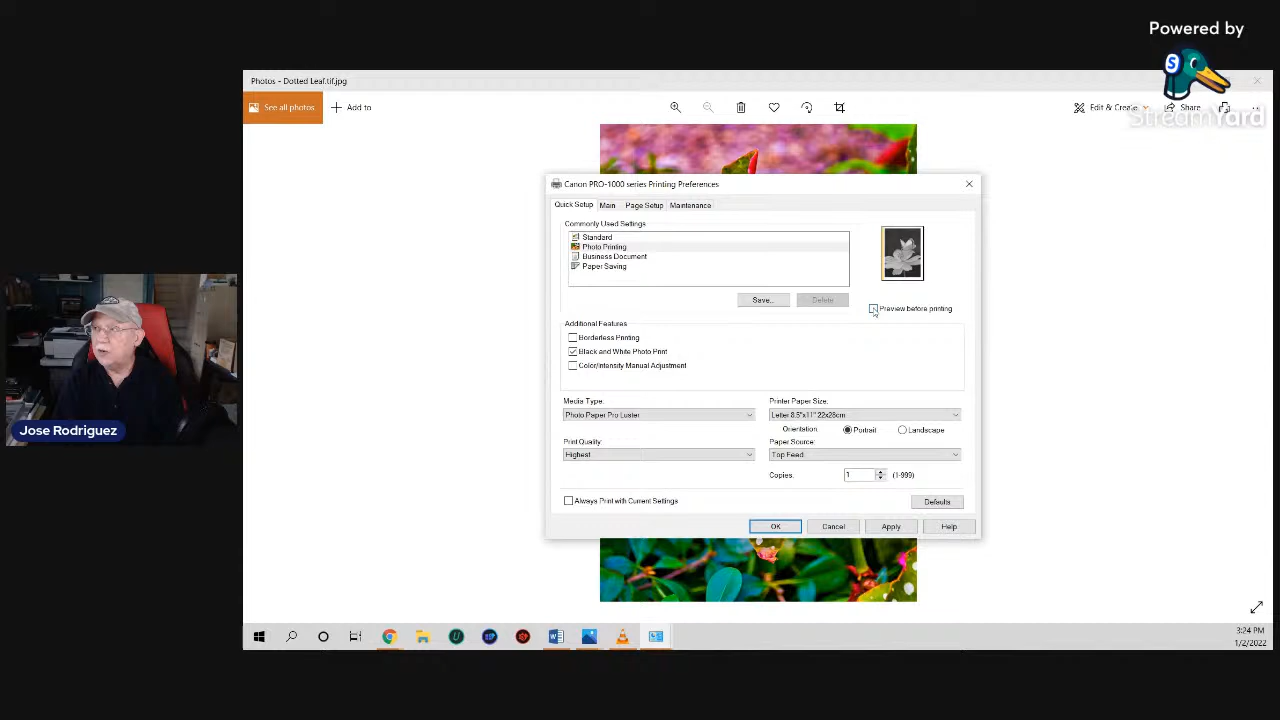 Powered by
StreamYard
Photos - Dotted Leaf.tif.jpg
See all photos
Add to
Edit & Create
Share
Canon PRO-1000 series Printing Preferences
Quick Setup Main Page Setup Maintenance
Commonly Used Settings
Standard
Photo Printing
Business Document
Paper Saving
Save...
Delete
Preview before printing
Additional Features
Borderless Printing
Black and White Photo Print
Color/Intensity Manual Adjustment
Media Type:
Photo Paper Pro Luster
Printer Paper Size:
Letter 8.5"x11" 22x28cm
Orientation:
Portrait
Landscape
Print Quality:
Highest
Paper Source:
Top Feed
Copies:
1
(1-999)
Always Print with Current Settings
Defaults
OK
Cancel
Apply
Help
Jose Rodriguez
3:24 PM
1/2/2022